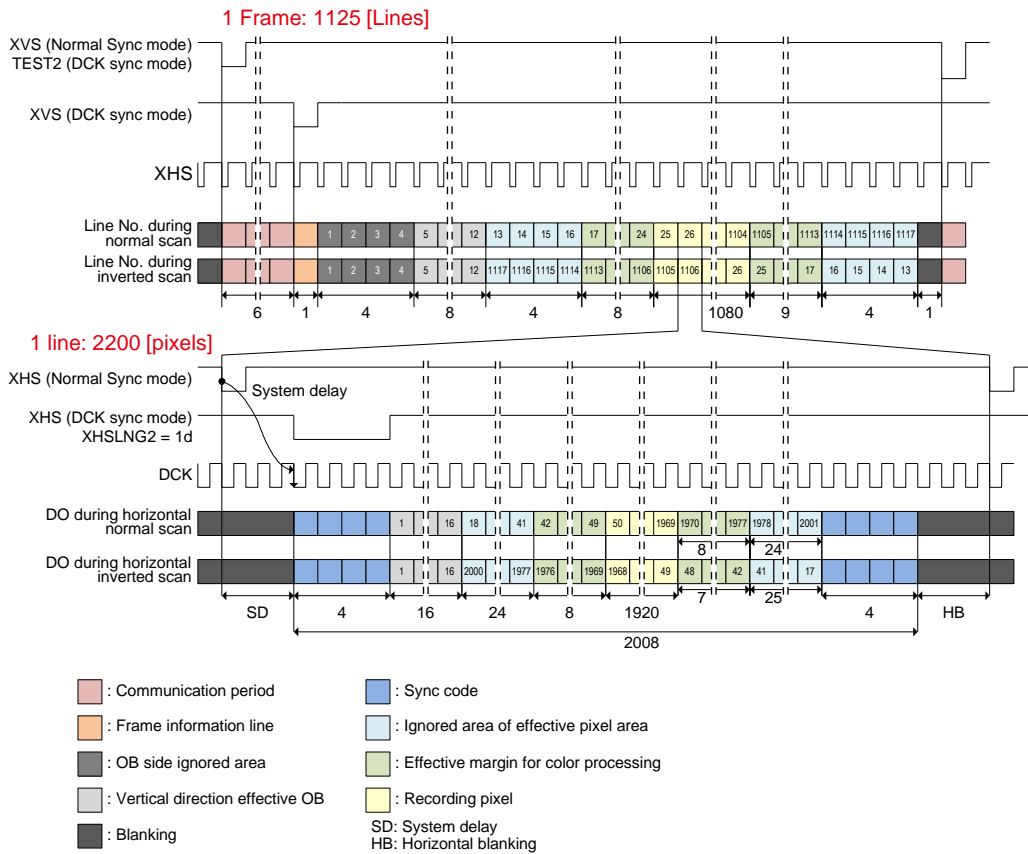 1 Frame: 1125 [Lines]
XVS (Normal Sync mode)
TEST2 (DCK sync mode)
XVS (DCK sync mode)
XHS
Line No. during normal scan
1 2 3 4 5 12 13 14 15 16 17 24 25 26 1104 1105 1113 1114 1115 1116 1117
Line No. during inverted scan
1 2 3 4 5 12 1117 1116 1115 1114 1113 1106 1105 1106 26 25 17 16 15 14 13
6 1 4 8 4 8 1080 9 4 1
1 line: 2200 [pixels]
XHS (Normal Sync mode)
System delay
XHS (DCK sync mode)
XHSLNG2 = 1d
DCK
DO during horizontal normal scan
1 16 18 41 42 49 50 1969 1970 1977 1978 2001
8 24
DO during horizontal inverted scan
1 16 2000 1977 1976 1969 1968 49 48 42 41 17
7 25
SD 4 16 24 8 1920 4 HB
2008
: Communication period
: Sync code
: Frame information line
: Ignored area of effective pixel area
: OB side ignored area
: Effective margin for color processing
: Vertical direction effective OB
: Recording pixel
: Blanking
SD: System delay
HB: Horizontal blanking